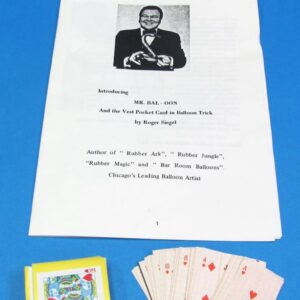 Introducing
MR. BAL - OON
And the Vest Pocket Card in Balloon Trick
by Roger Siegel
Author of " Rubber Ark", " Rubber Jungle",
"Rubber Magic" and " Bar Room Balloons".
Chicago's Leading Balloon Artist
1